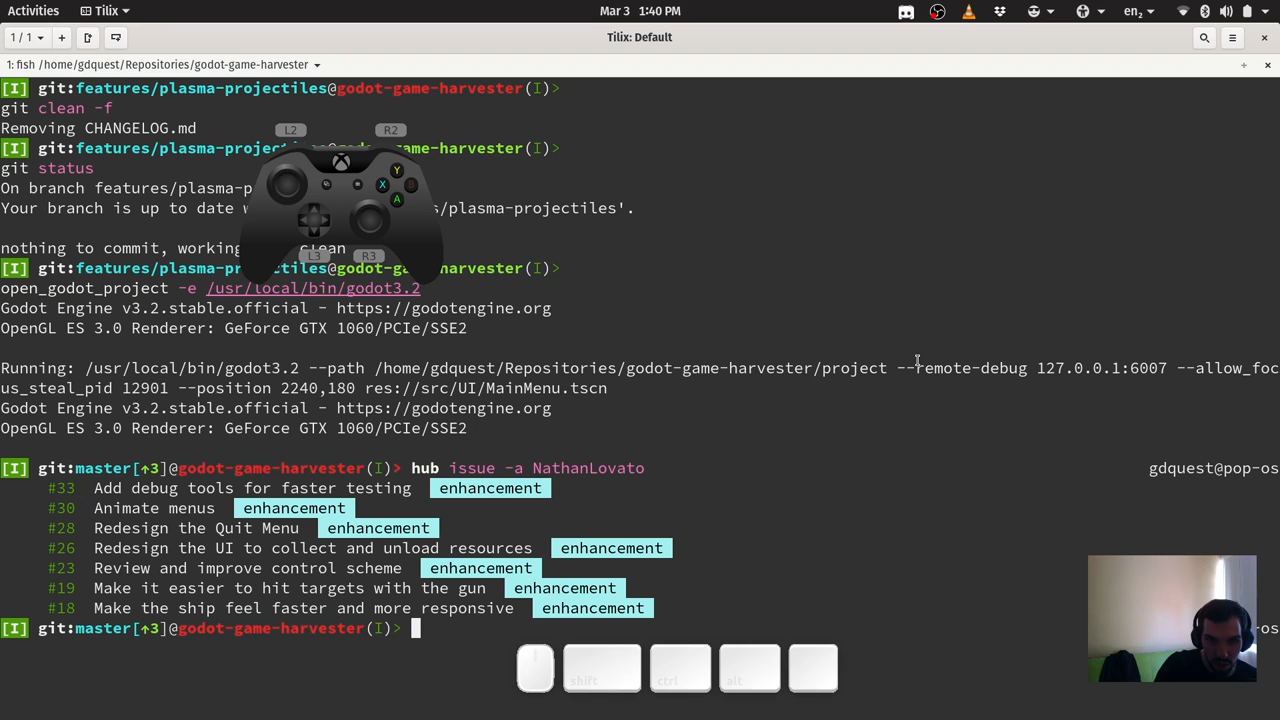 Activities Tilix Mar 3 1:40 PM en₂
1 / 1 + Tilix: Default
1: fish /home/gdquest/Repositories/godot-game-harvester
[I] git:features/plasma-projectiles@godot-game-harvester(I)>
git clean -f
Removing CHANGELOG.md
L2 R2
[I] git:features/plasma-projec game-harvester(I)>
git status
Y
X B
On branch features/plasma-p
A
Your branch is up to date w s/plasma-projectiles'.
nothing to commit, working clean
L3 R3
[I] git:features/plasma-pr ctiles@godot-ga e-harvester(I)>
open_godot_project -e /usr/local/bin/godot3.2
Godot Engine v3.2.stable.official - https://godotengine.org
OpenGL ES 3.0 Renderer: GeForce GTX 1060/PCIe/SSE2
Running: /usr/local/bin/godot3.2 --path /home/gdquest/Repositories/godot-game-harvester/project --remote-debug 127.0.0.1:6007 --allow_foc
us_steal_pid 12901 --position 2240,180 res://src/UI/MainMenu.tscn
Godot Engine v3.2.stable.official - https://godotengine.org
OpenGL ES 3.0 Renderer: GeForce GTX 1060/PCIe/SSE2
[I] git:master[↑3]@godot-game-harvester(I)> hub issue -a NathanLovato gdquest@pop-os
#33 Add debug tools for faster testing enhancement
#30 Animate menus enhancement
#28 Redesign the Quit Menu enhancement
#26 Redesign the UI to collect and unload resources enhancement
#23 Review and improve control scheme enhancement
#19 Make it easier to hit targets with the gun enhancement
#18 Make the ship feel faster and more responsive enhancement
[I] git:master[↑3]@godot-game-harvester(I)> -os
shift ctrl alt